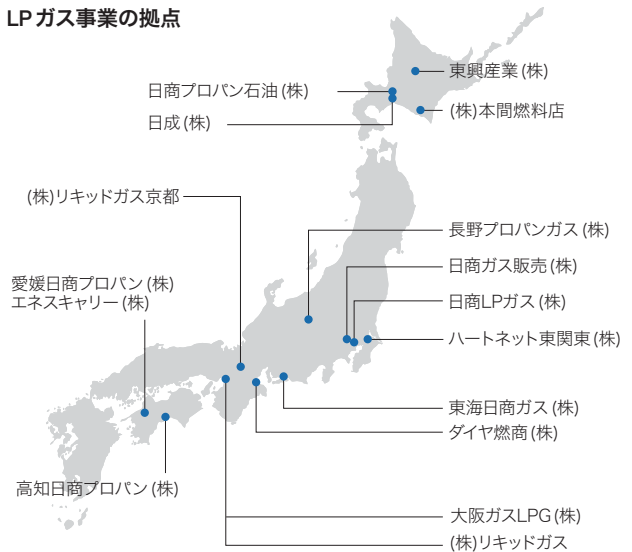 LPガス事業の拠点
東興産業(株)
日商プロパン石油(株)
(株)本間燃料店
日成(株)
(株)リキッドガス京都
長野プロパンガス(株)
日商ガス販売(株)
愛媛日商プロパン(株)
エネスキャリー(株)
日商LPガス(株)
ハートネット東関東(株)
東海日商ガス(株)
ダイヤ燃商(株)
高知日商プロパン(株)
大阪ガスLPG(株)
(株)リキッドガス